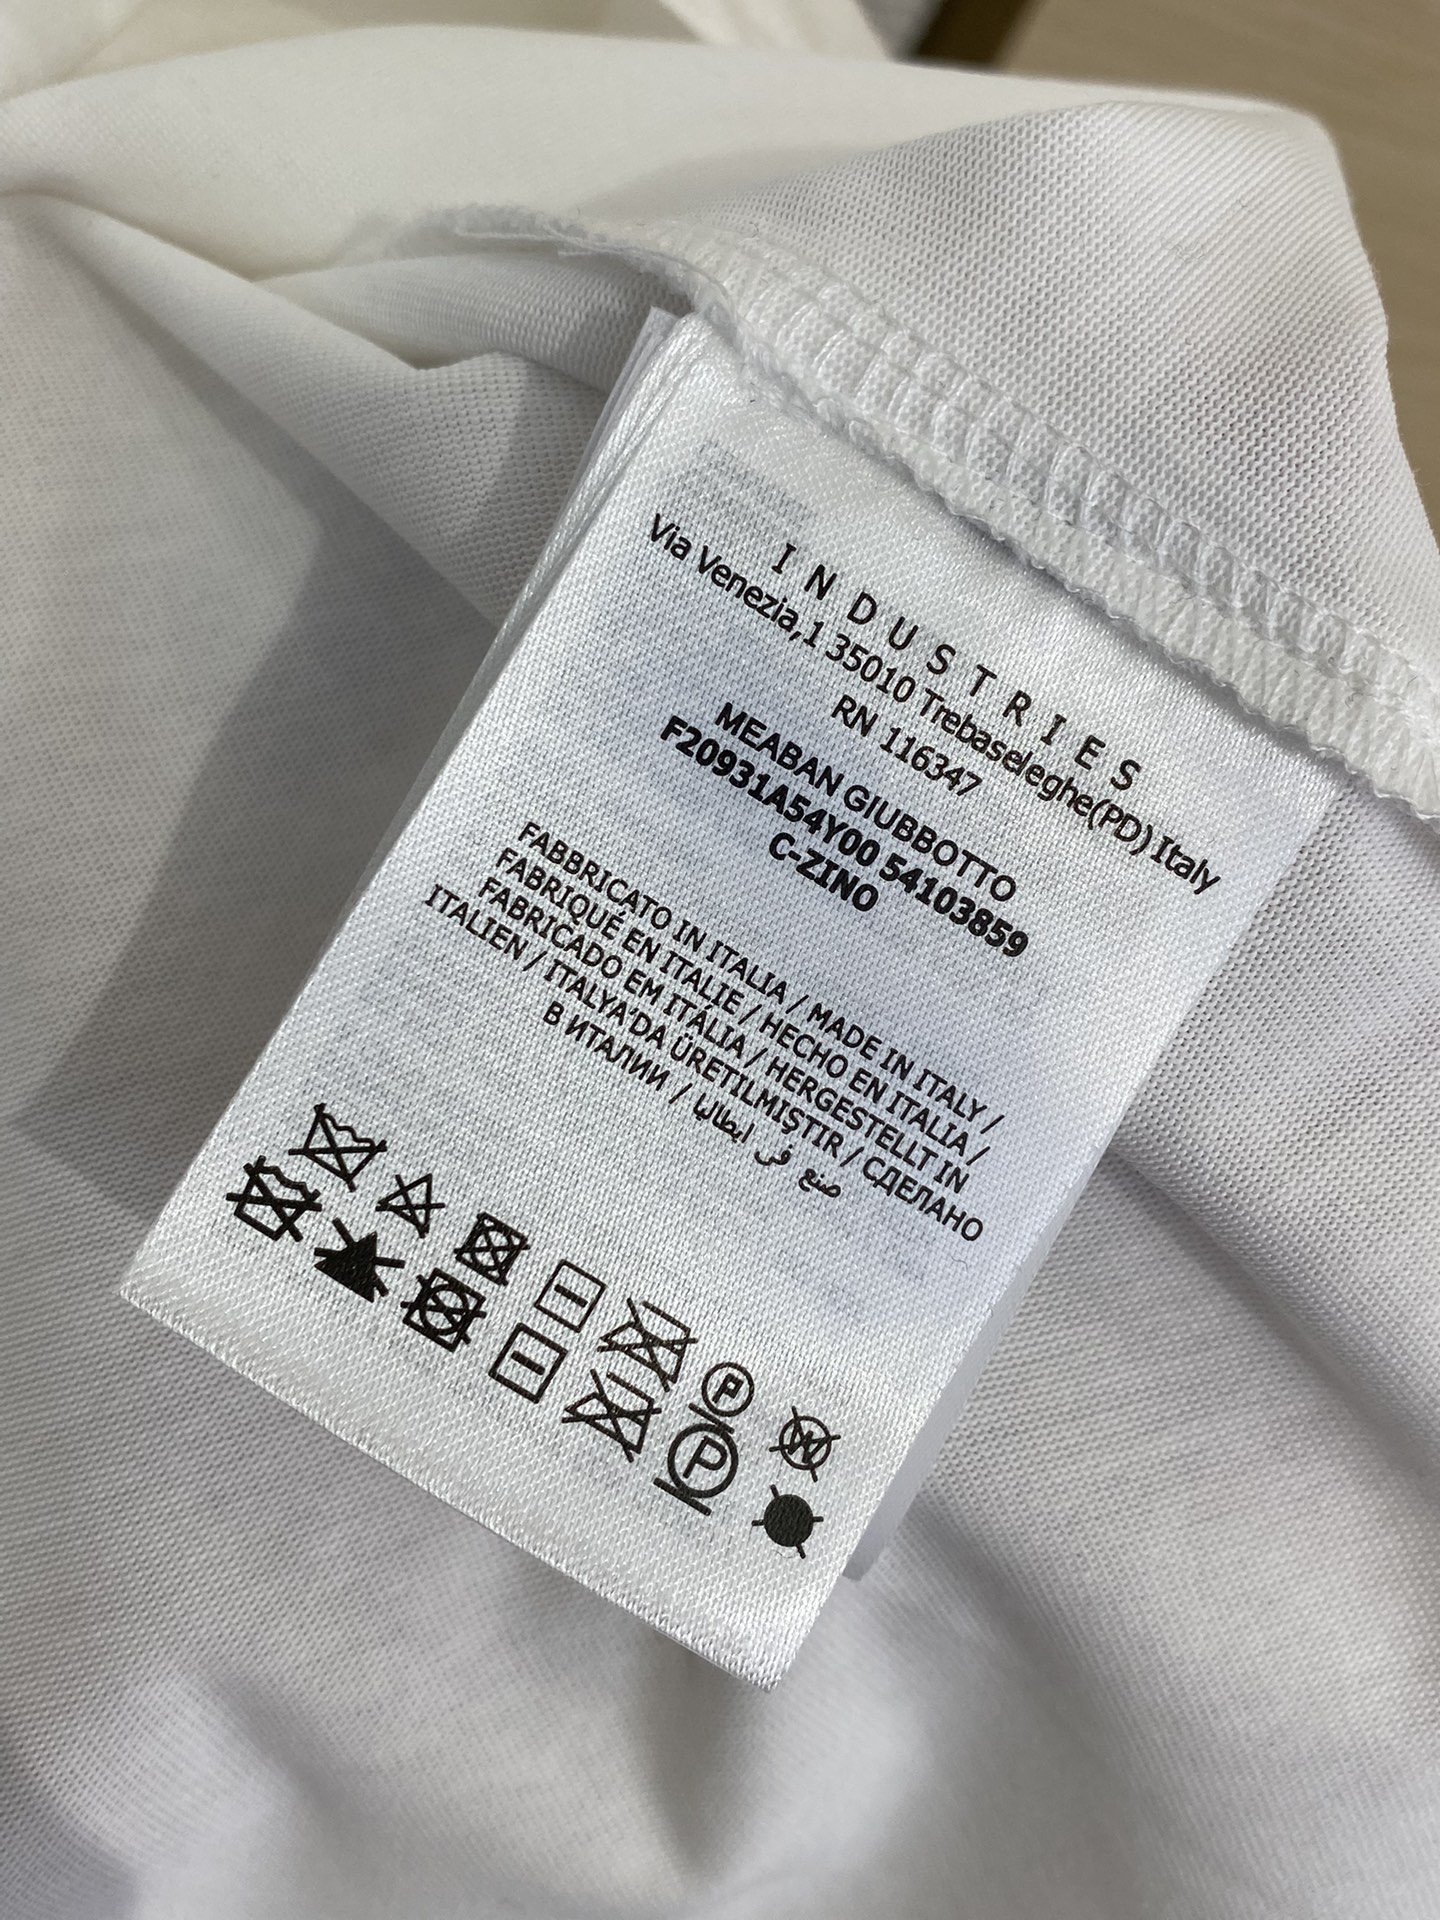 INDUSTRIES
Via Venezia,1 35010 Trebaseleghe(PD) Italy
RN 116347
MEABAN GIUBBOTTO
F20931A54Y00 54103859
C-ZINO
FABBRICATO IN ITALIA / MADE IN ITALY /
FABRIQUÉ EN ITALIE / HECHO EN ITALIA /
FABRICADO EM ITÁLIA / HERGESTELLT IN
ITALIEN / ITALYA'DA ÜRETILMIŞTIR / СДЕЛАНО
В ИТАЛИИ / صنع في ايطاليا
P
W
P